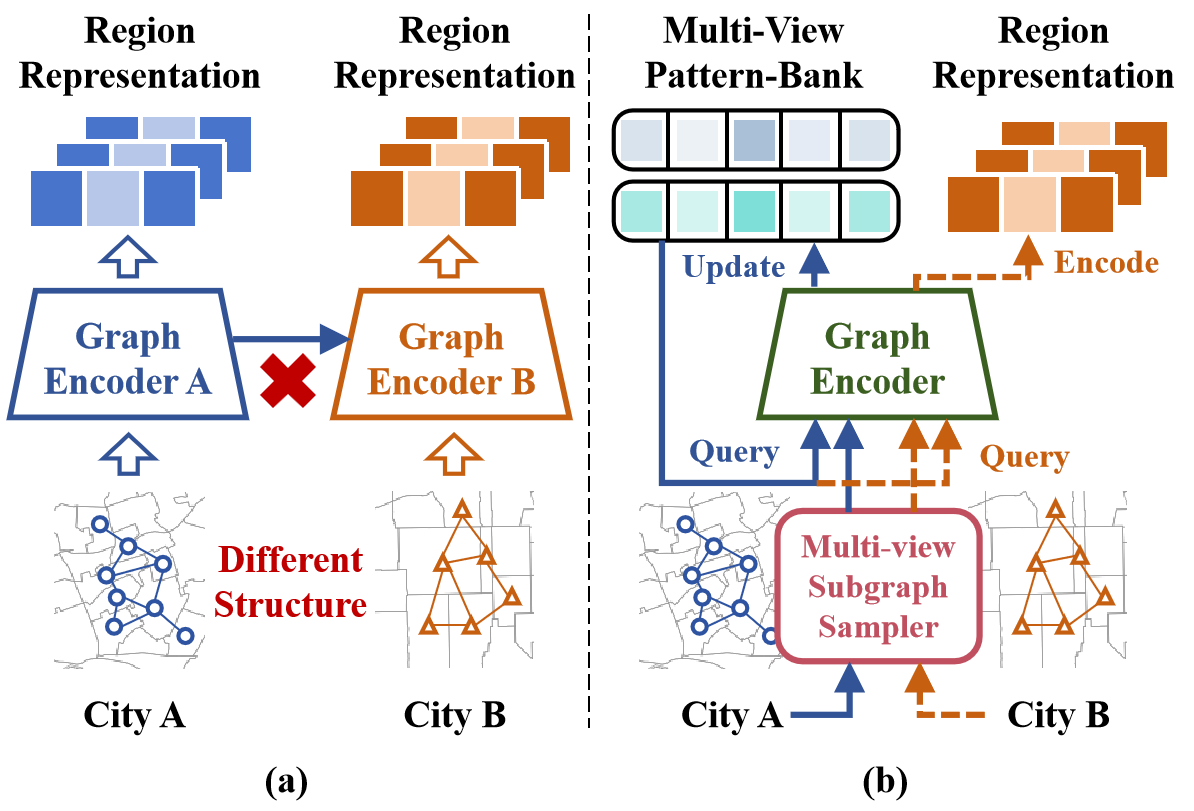 Region
Representation
Region
Representation
Graph
Encoder A
Graph
Encoder B
Different
Structure
City A
City B
(a)
Multi-View
Pattern-Bank
Region
Representation
Update
Encode
Graph
Encoder
Query
Query
Multi-view
Subgraph
Sampler
City A
City B
(b)